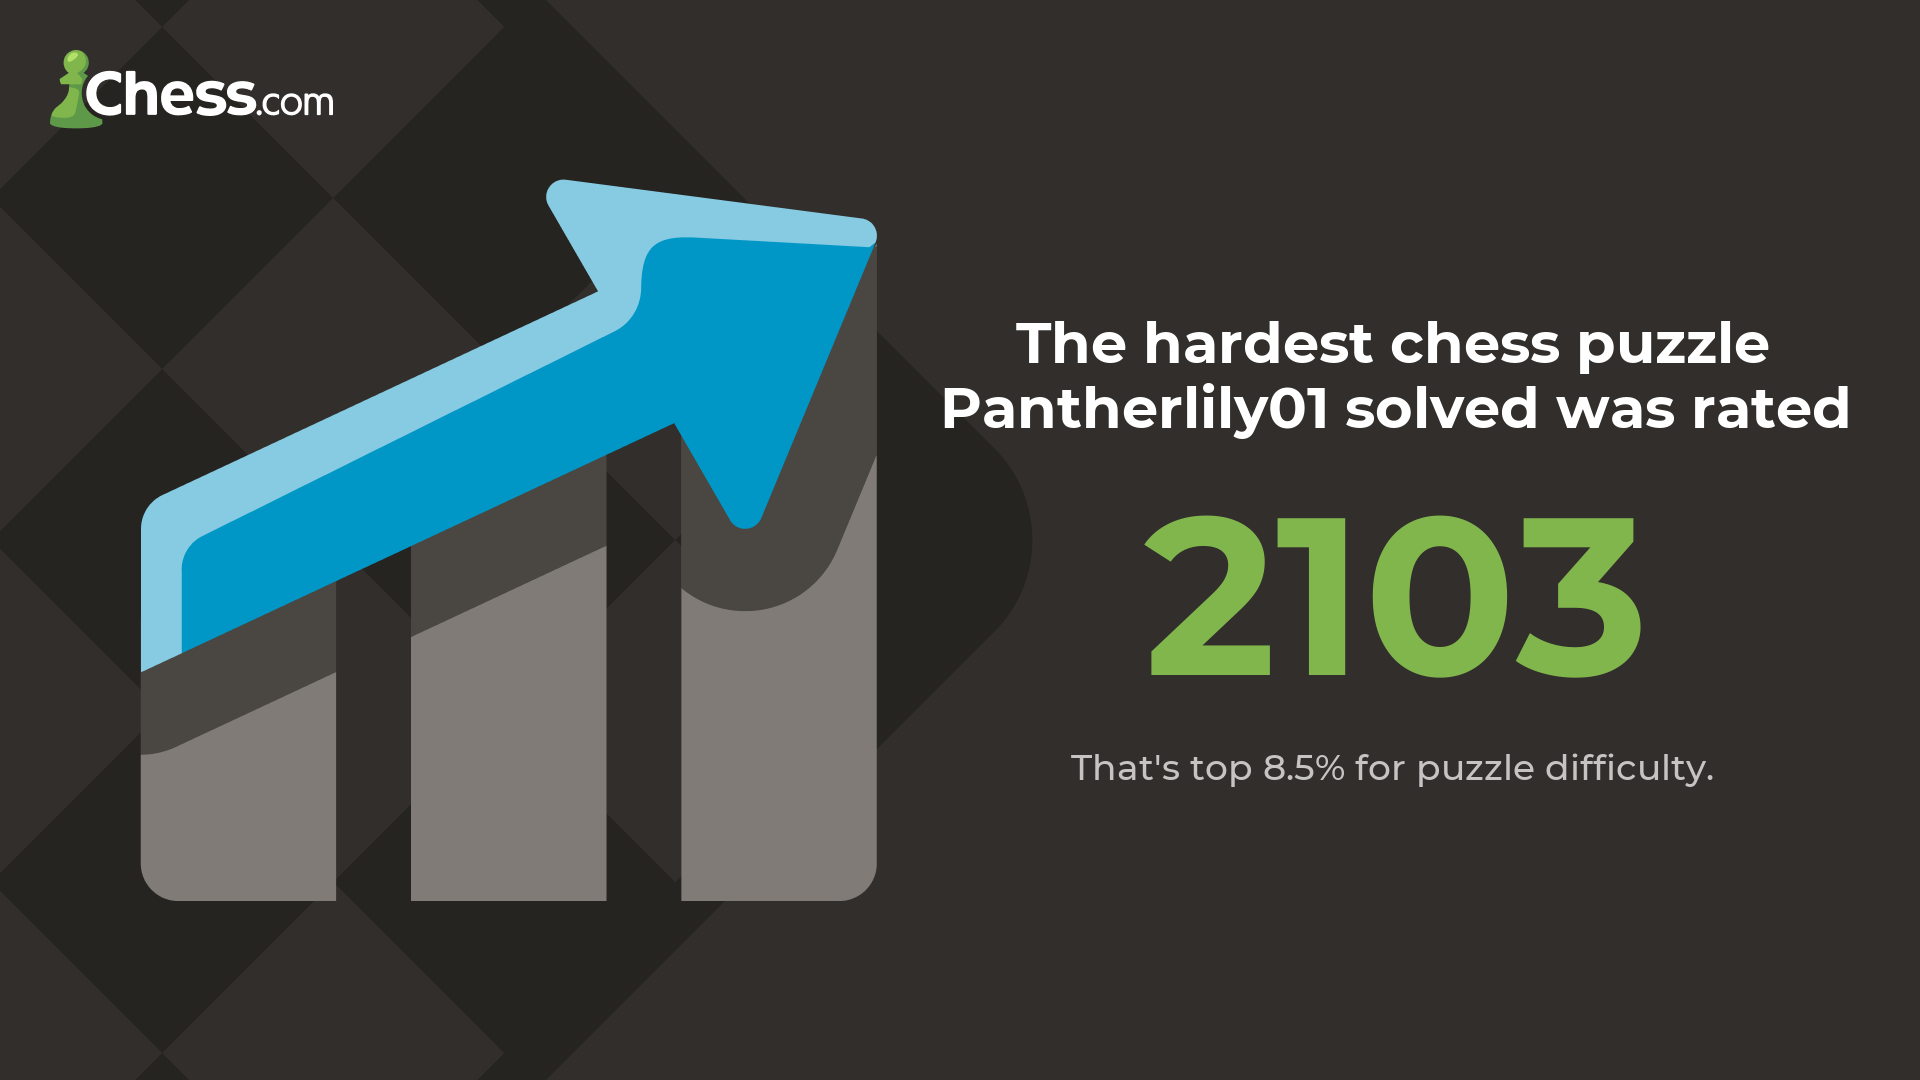 Chess.com
The hardest chess puzzle
Pantherlily01 solved was rated
2103
That's top 8.5% for puzzle difficulty.